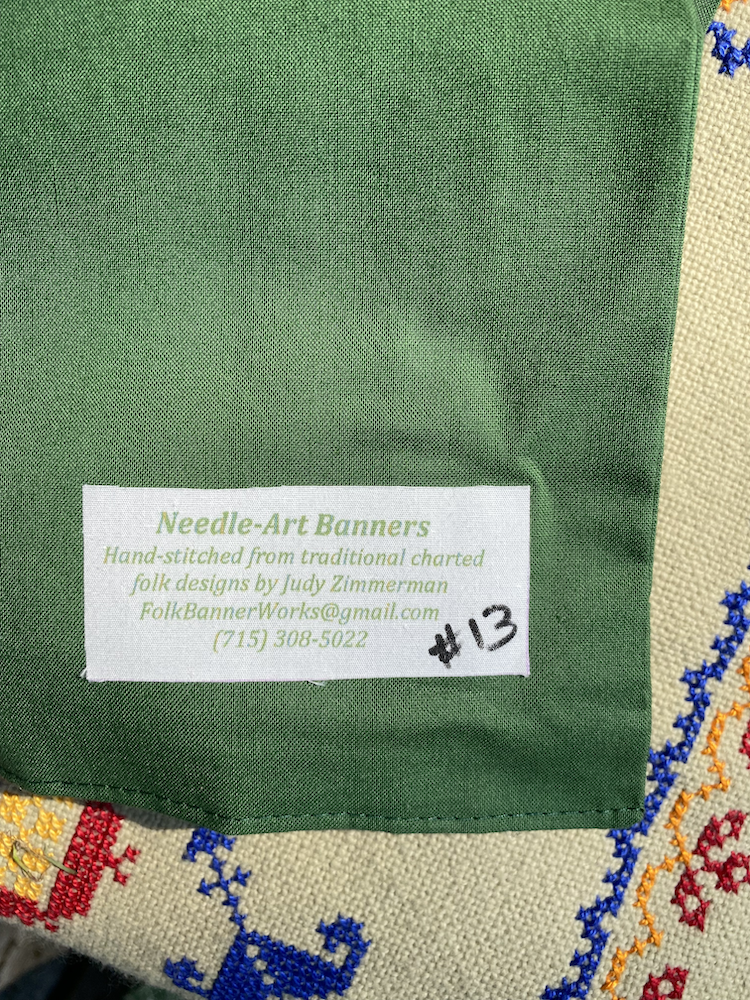 Needle-Art Banners
Hand-stitched from traditional charted
folk designs by Judy Zimmerman
FolkBannerWorks@gmail.com
(715) 308-5022
#13